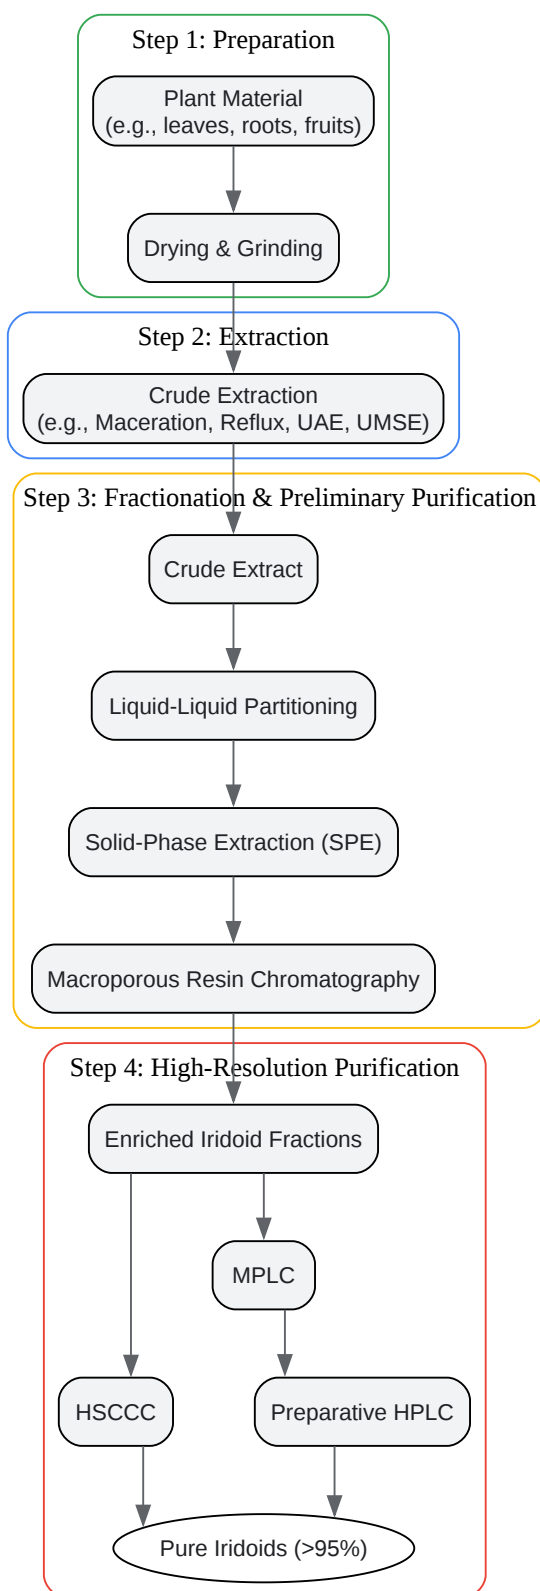 Step 1: Preparation
Plant Material
(e.g., leaves, roots, fruits)
Drying & Grinding
Step 2: Extraction
Crude Extraction
(e.g., Maceration, Reflux, UAE, UMSE)
Step 3: Fractionation & Preliminary Purification
Crude Extract
Liquid-Liquid Partitioning
Solid-Phase Extraction (SPE)
Macroporous Resin Chromatography
Step 4: High-Resolution Purification
Enriched Iridoid Fractions
MPLC
HSCCC
Preparative HPLC
Pure Iridoids (>95%)